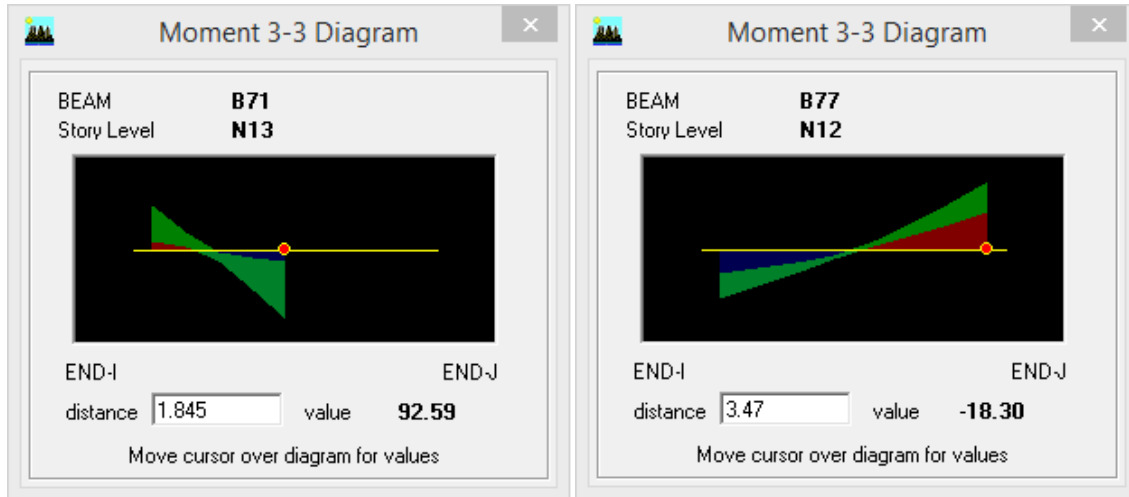 Moment 3-3 Diagram ×
BEAM B71
Story Level N13
END-I END-J
distance 1.845 value 92.59
Move cursor over diagram for values
Moment 3-3 Diagram ×
BEAM B77
Story Level N12
END-I END-J
distance 3.47 value -18.30
Move cursor over diagram for values